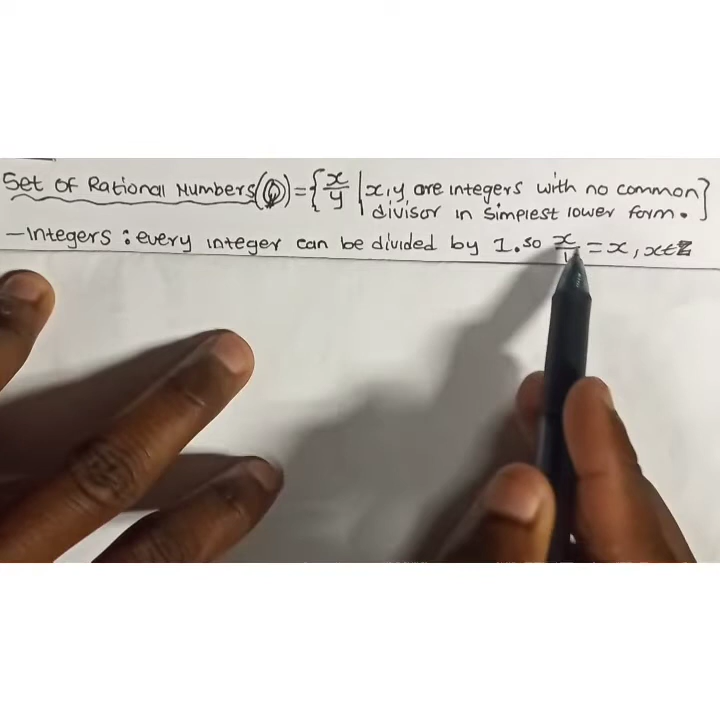 Set of Rational Numbers(Q) = {x/y | x,y are integers with no common
divisor in simplest lower form.}
- Integers : every integer can be divided by 1. so x/1 = x, x∈Z